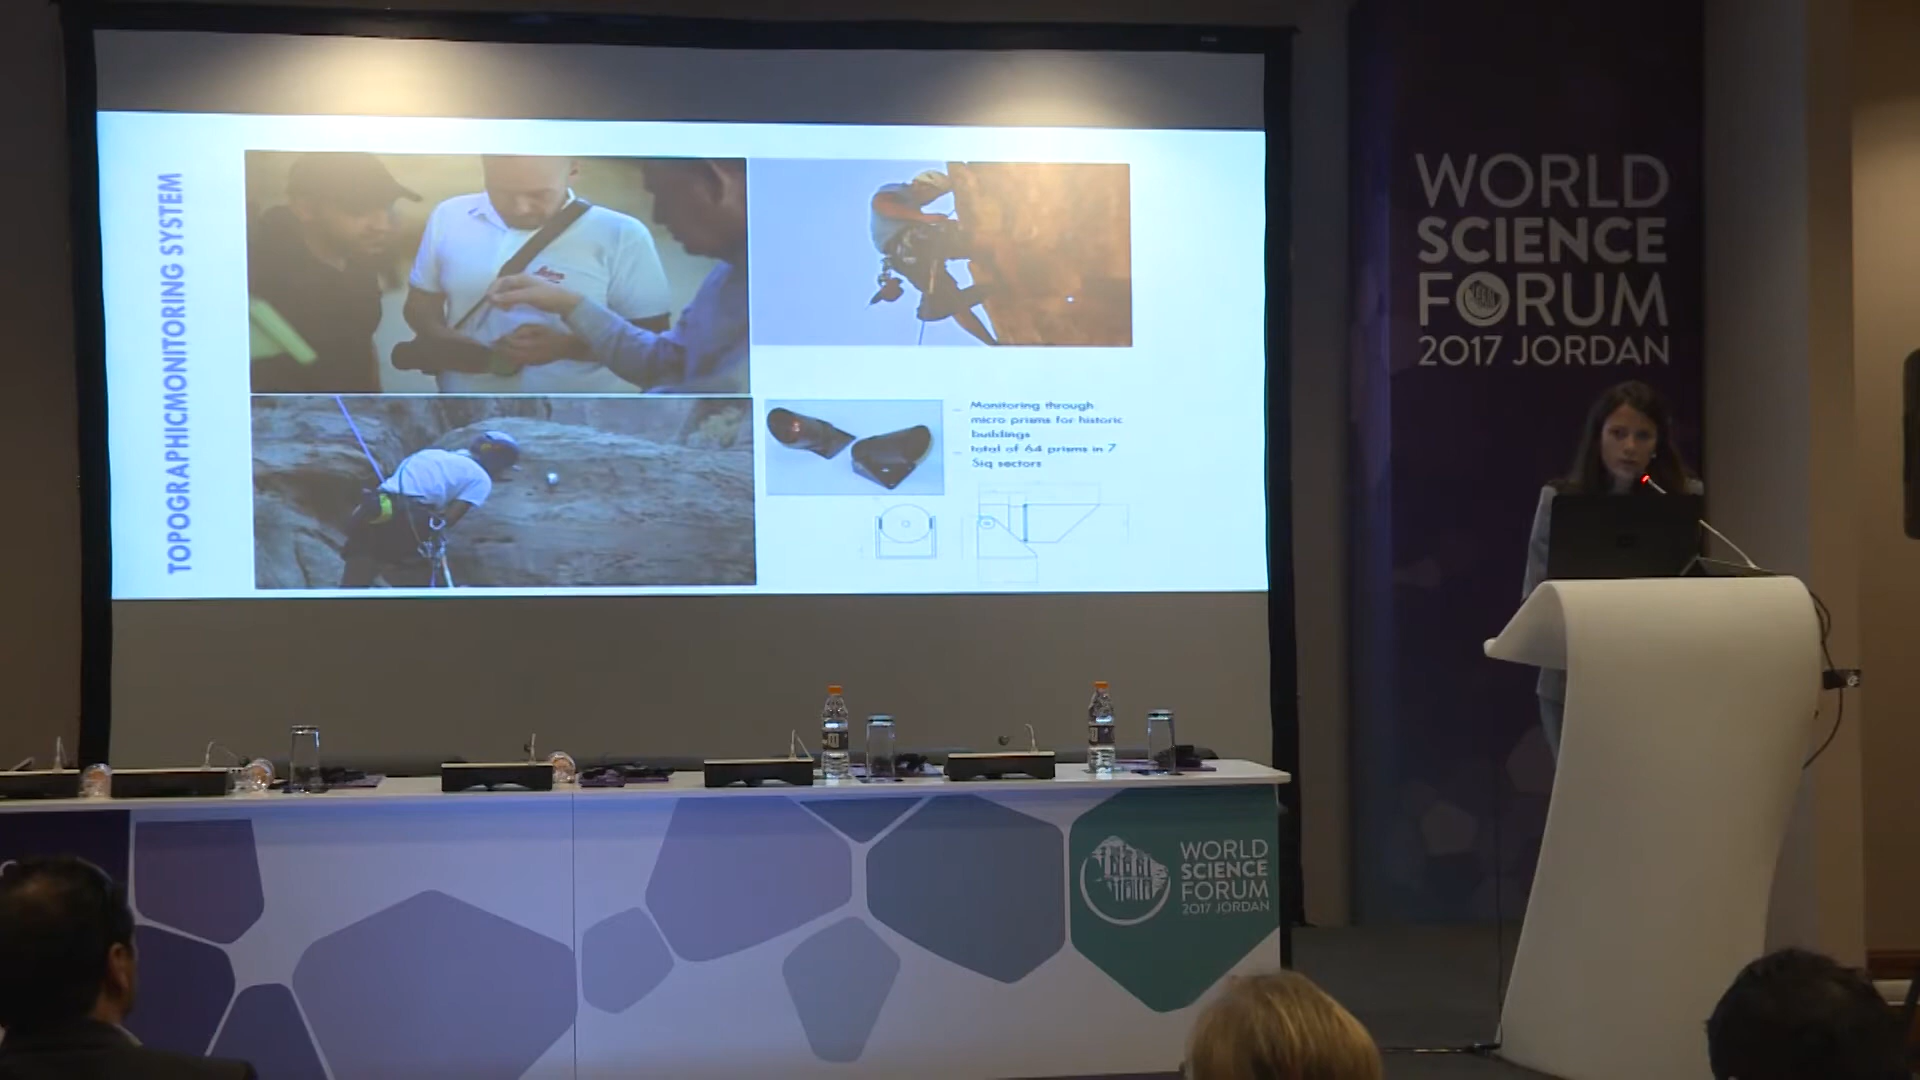 TOPOGRAPHICMONITORING SYSTEM
Monitoring through
micro prisms for historic
buildings
total of 64 prisms in 7
Siq sectors
WORLD
SCIENCE
FORUM
2017 JORDAN
WORLD
SCIENCE
FORUM
2017 JORDAN